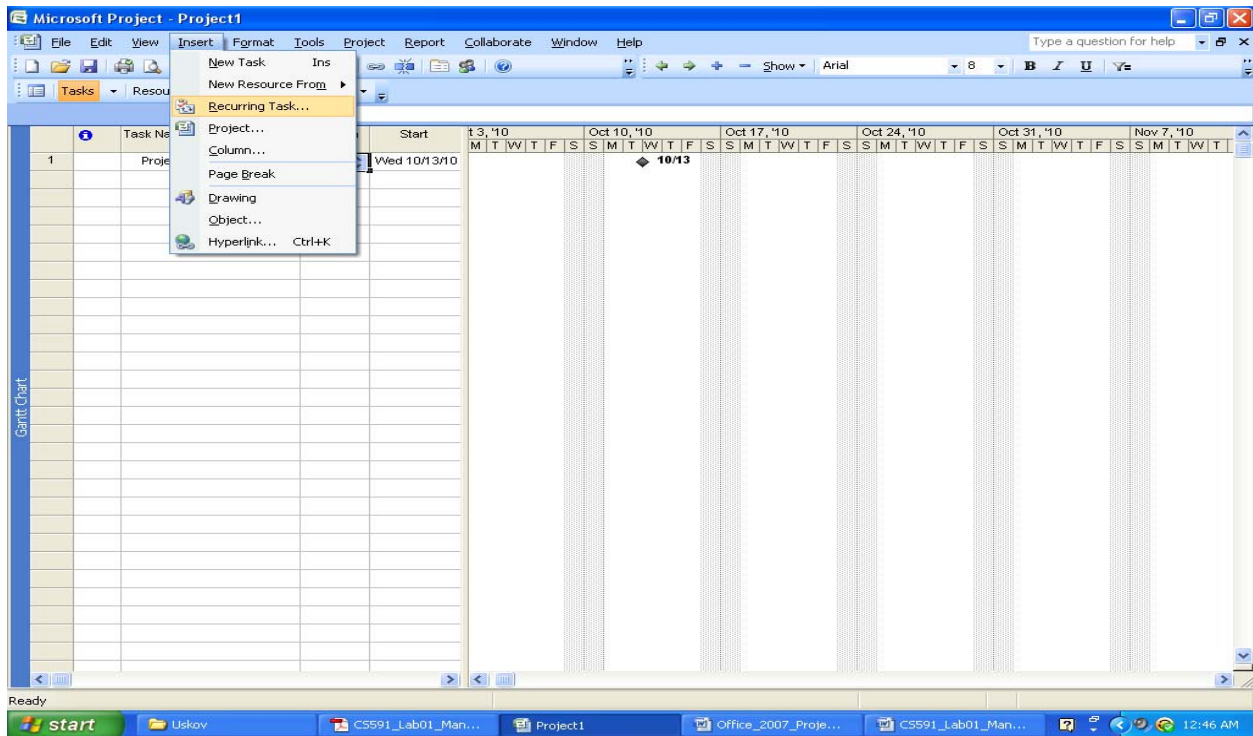 Microsoft Project - Project1
File Edit View Insert Format Tools Project Report Collaborate Window Help Type a question for help
Show Arial 8 B I U
Tasks Resou
New Task Ins
New Resource From
Recurring Task...
Project...
Column...
Page Break
Drawing
Object...
Hyperlink... Ctrl+K
Task Na Start t 3, '10 Oct 10, '10 Oct 17, '10 Oct 24, '10 Oct 31, '10 Nov 7, '10
M T W T F S S M T W T F S S M T W T F S S M T W T F S S M T W T F S S M T W T
1 Proje Wed 10/13/10 10/13
Gantt Chart
Ready
start Uskov CS591_Lab01_Man... Project1 Office_2007_Proje... CS591_Lab01_Man... 12:46 AM